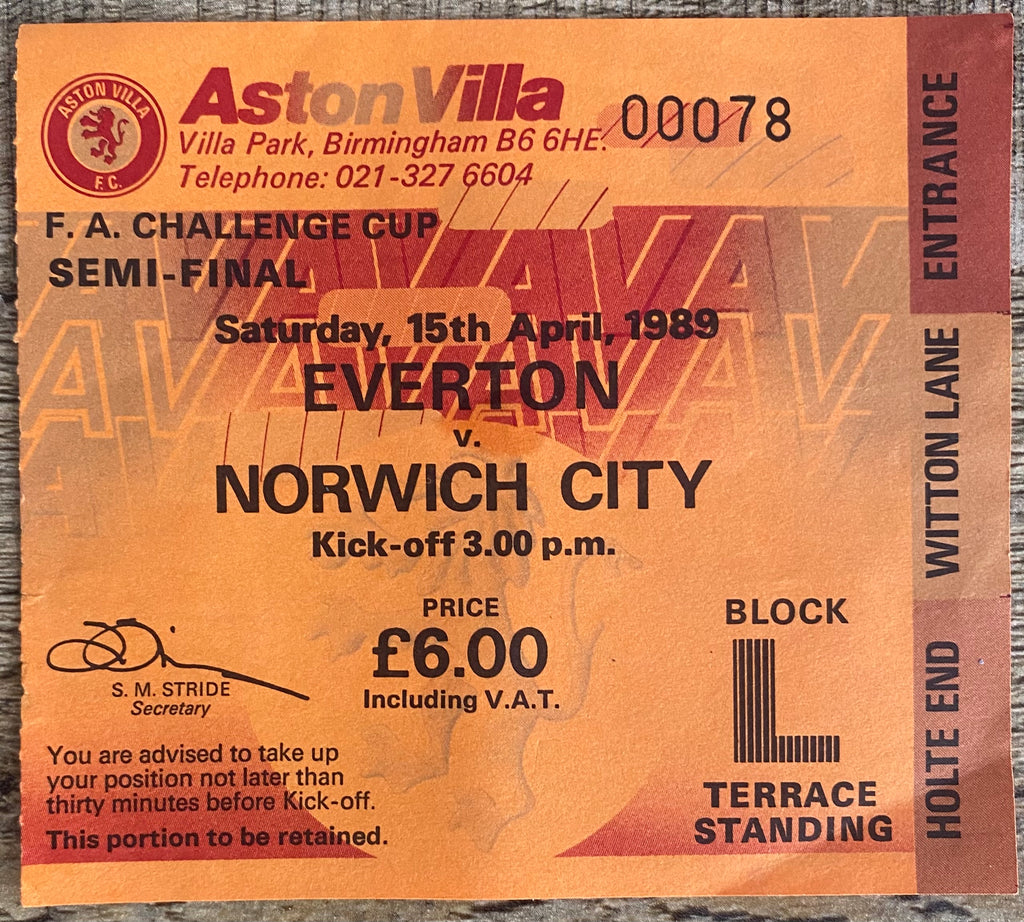 ASTON VILLA
F.C.
Aston Villa
Villa Park, Birmingham B6 6HE.
Telephone: 021-327 6604
00078
F. A. CHALLENGE CUP
SEMI-FINAL
Saturday, 15th April, 1989
EVERTON
v.
NORWICH CITY
Kick-off 3.00 p.m.
S. M. STRIDE
Secretary
PRICE
£6.00
Including V.A.T.
BLOCK
L
TERRACE
STANDING
You are advised to take up
your position not later than
thirty minutes before Kick-off.
This portion to be retained.
HOLTE END WITTON LANE ENTRANCE